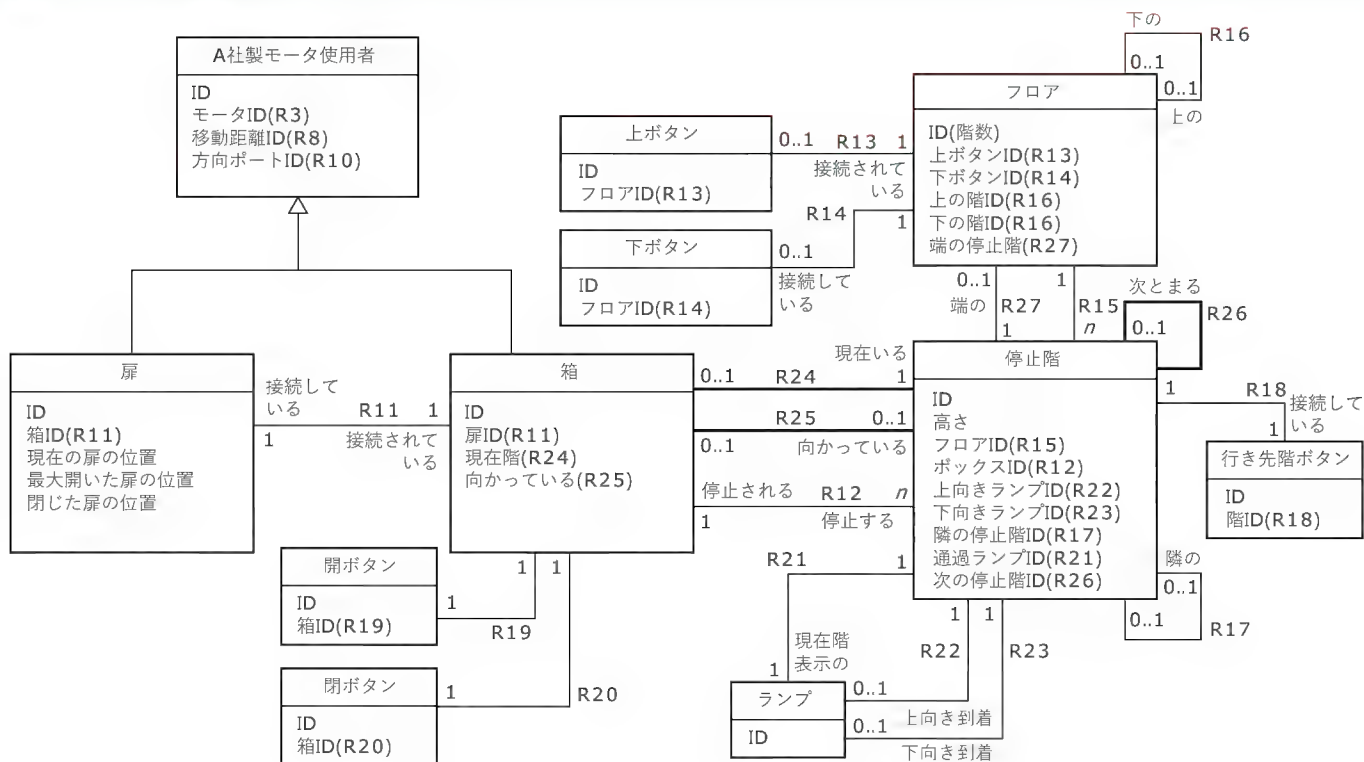 A社製モータ使用者
ID
モータID(R3)
移動距離ID(R8)
方向ポートID(R10)
下の
R16
0..1
0..1
上の
フロア
ID(階数)
上ボタンID(R13)
下ボタンID(R14)
上の階ID(R16)
下の階ID(R16)
端の停止階(R27)
上ボタン
ID
フロアID(R13)
0..1 R13 1
接続されて
いる
R14
1
下ボタン
ID
フロアID(R14)
0..1
接続して
いる
0..1
端の
R27
1
1
R15
n
次とまる
0..1
R26
扉
ID
箱ID(R11)
現在の扉の位置
最大開いた扉の位置
閉じた扉の位置
接続して
いる
R11 1
1
接続されて
いる
箱
ID
扉ID(R11)
現在階(R24)
向かっている(R25)
現在いる
0..1 R24 1
R25 0..1
0..1
向かっている
停止される R12 n
1
停止する
停止階
ID
高さ
フロアID(R15)
ボックスID(R12)
上向きランプID(R22)
下向きランプID(R23)
隣の停止階ID(R17)
通過ランプID(R21)
次の停止階ID(R26)
1
R18
接続して
いる
1
行き先階ボタン
ID
階ID(R18)
隣の
0..1
0..1
R17
開ボタン
ID
箱ID(R19)
1
R19
1
1
閉ボタン
ID
箱ID(R20)
1
R20
R21
1
現在階
表示の
1
1
R22
1
R23
ランプ
ID
0..1
上向き到着
0..1
下向き到着